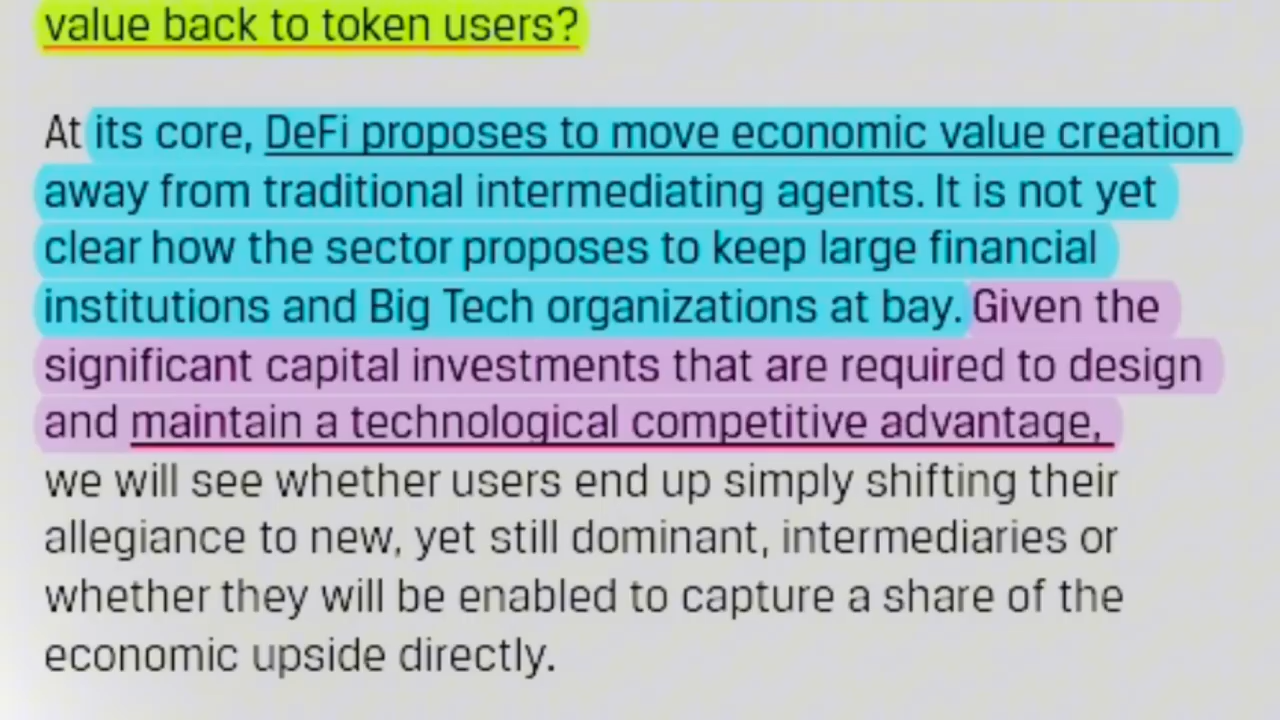 value back to token users?
At its core, DeFi proposes to move economic value creation
away from traditional intermediating agents. It is not yet
clear how the sector proposes to keep large financial
institutions and Big Tech organizations at bay. Given the
significant capital investments that are required to design
and maintain a technological competitive advantage,
we will see whether users end up simply shifting their
allegiance to new, yet still dominant, intermediaries or
whether they will be enabled to capture a share of the
economic upside directly.